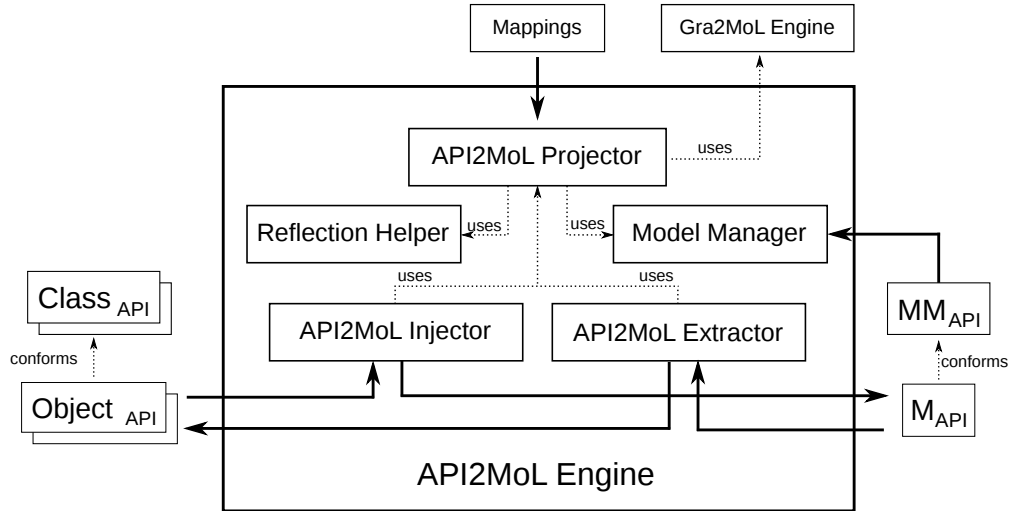 Mappings
Gra2MoL Engine
uses
API2MoL Projector
uses
uses
Reflection Helper
Model Manager
uses
uses
Class API
MM API
API2MoL Injector
API2MoL Extractor
conforms
conforms
Object API
M API
API2MoL Engine